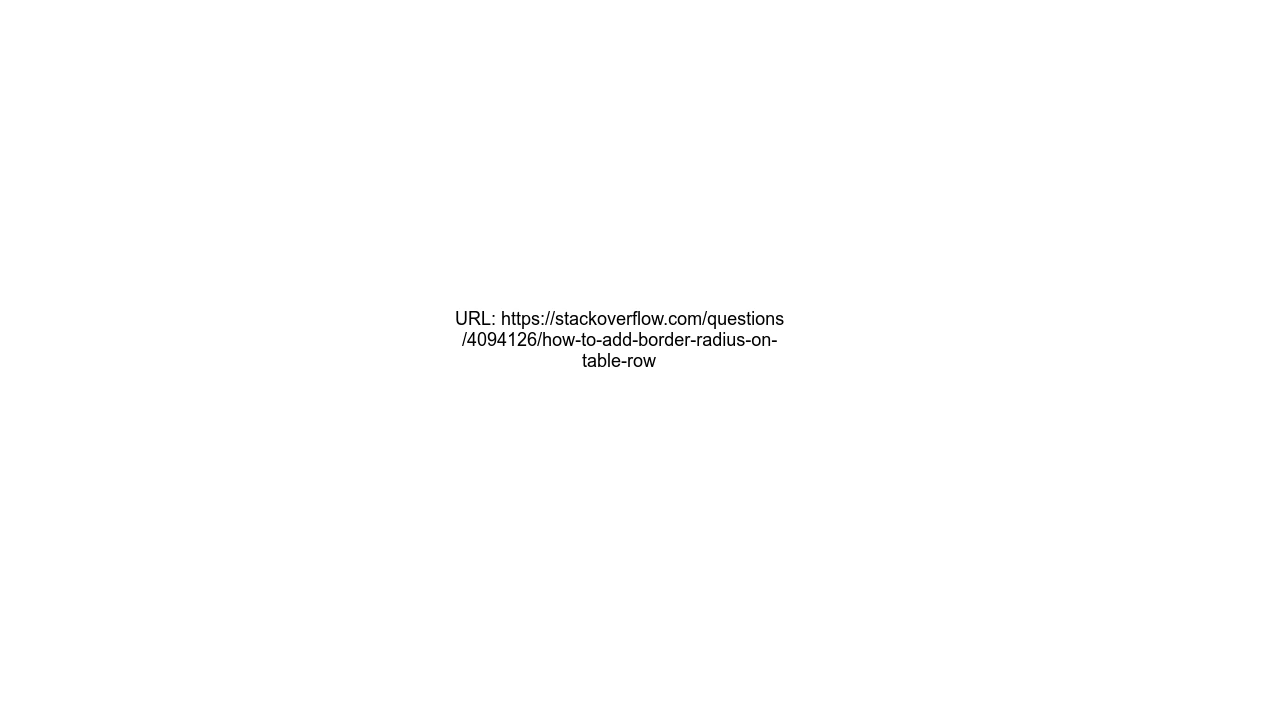 URL: https://stackoverflow.com/questions
/4094126/how-to-add-border-radius-on-
table-row